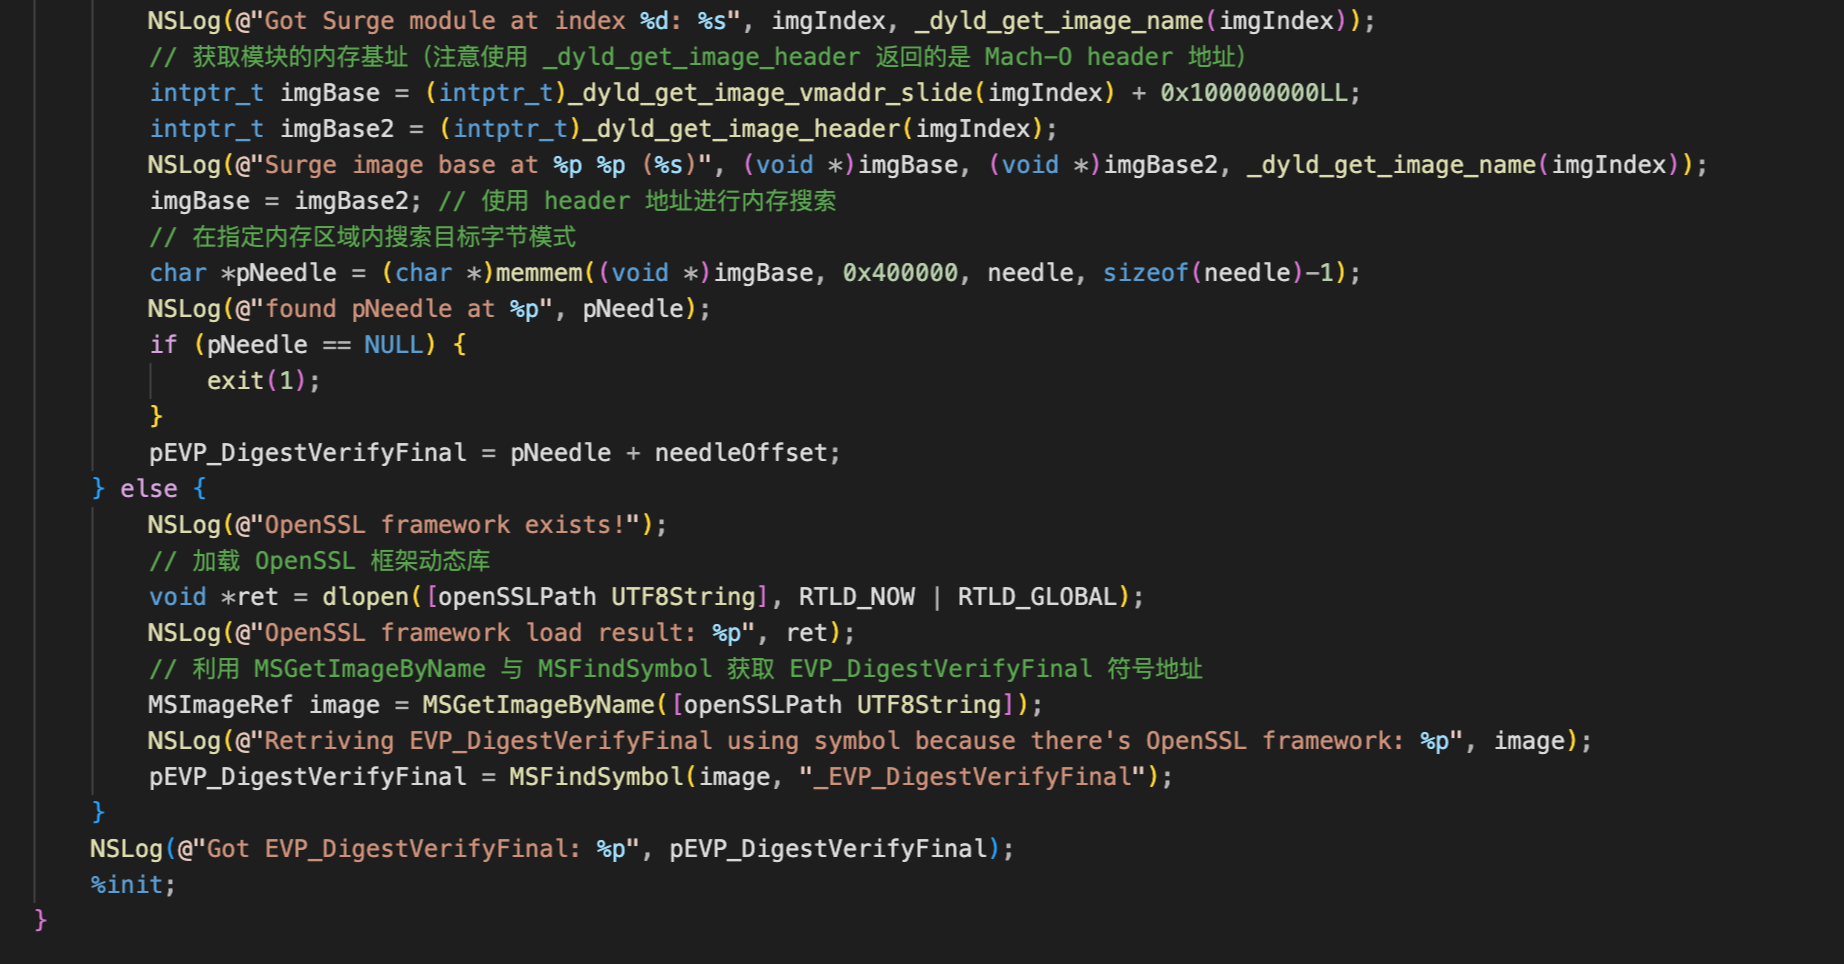 NSLog(@"Got Surge module at index %d: %s", imgIndex, _dyld_get_image_name(imgIndex));
// 获取模块的内存基址（注意使用 _dyld_get_image_header 返回的是 Mach-O header 地址）
intptr_t imgBase = (intptr_t)_dyld_get_image_vmaddr_slide(imgIndex) + 0x100000000LL;
intptr_t imgBase2 = (intptr_t)_dyld_get_image_header(imgIndex);
NSLog(@"Surge image base at %p %p (%s)", (void *)imgBase, (void *)imgBase2, _dyld_get_image_name(imgIndex));
imgBase = imgBase2; // 使用 header 地址进行内存搜索
// 在指定内存区域内搜索目标字节模式
char *pNeedle = (char *)memmem((void *)imgBase, 0x400000, needle, sizeof(needle)-1);
NSLog(@"found pNeedle at %p", pNeedle);
if (pNeedle == NULL) {
exit(1);
}
pEVP_DigestVerifyFinal = pNeedle + needleOffset;
} else {
NSLog(@"OpenSSL framework exists!");
// 加载 OpenSSL 框架动态库
void *ret = dlopen([openSSLPath UTF8String], RTLD_NOW | RTLD_GLOBAL);
NSLog(@"OpenSSL framework load result: %p", ret);
// 利用 MSGetImageByName 与 MSFindSymbol 获取 EVP_DigestVerifyFinal 符号地址
MSImageRef image = MSGetImageByName([openSSLPath UTF8String]);
NSLog(@"Retriving EVP_DigestVerifyFinal using symbol because there's OpenSSL framework: %p", image);
pEVP_DigestVerifyFinal = MSFindSymbol(image, "_EVP_DigestVerifyFinal");
}
NSLog(@"Got EVP_DigestVerifyFinal: %p", pEVP_DigestVerifyFinal);
%init;
}